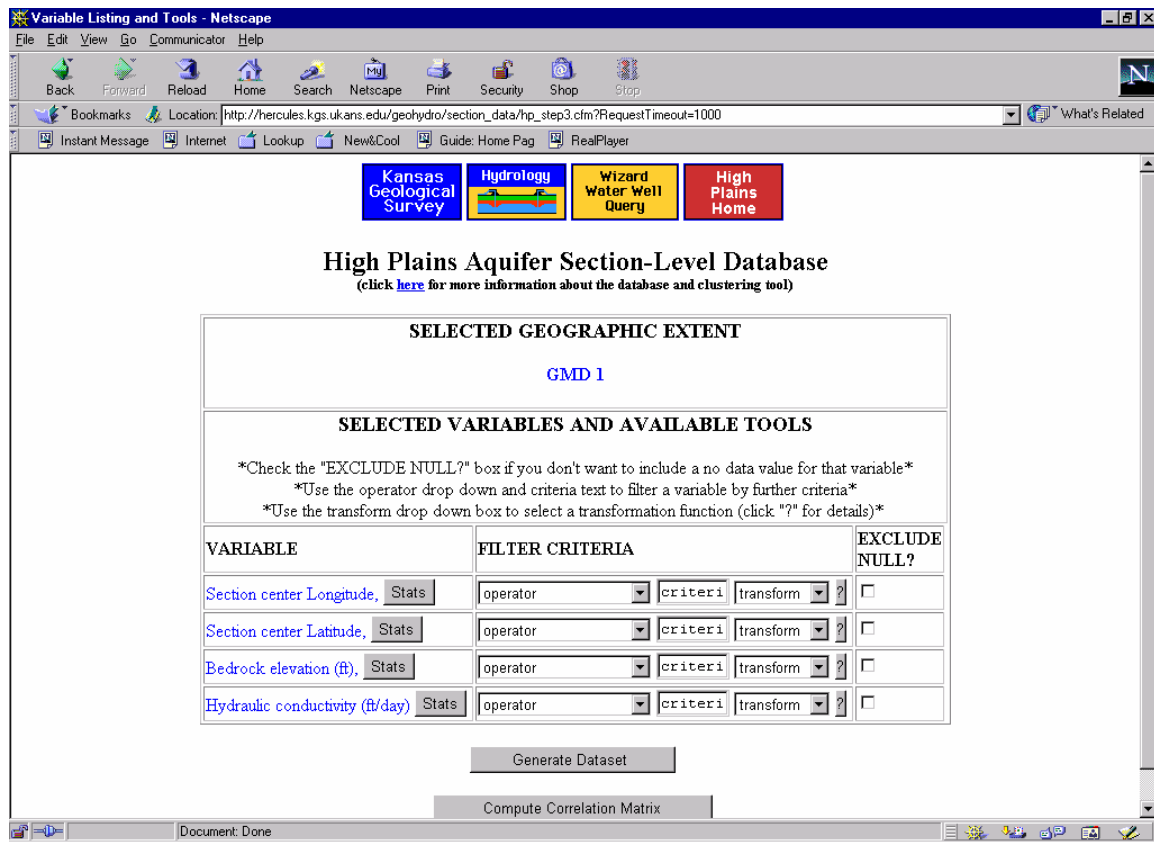 Variable Listing and Tools - Netscape
File Edit View Go Communicator Help
Back Forward Reload Home Search Netscape Print Security Shop Stop
My
N
Bookmarks Location: http://hercules.kgs.ukans.edu/geohydro/section_data/hp_step3.cfm?RequestTimeout=1000 What's Related
Instant Message Internet Lookup New&Cool Guide: Home Pag RealPlayer
Kansas Geological Survey
Hydrology
Wizard Water Well Query
High Plains Home
High Plains Aquifer Section-Level Database
(click here for more information about the database and clustering tool)
SELECTED GEOGRAPHIC EXTENT
GMD 1
SELECTED VARIABLES AND AVAILABLE TOOLS
*Check the "EXCLUDE NULL?" box if you don't want to include a no data value for that variable*
*Use the operator drop down and criteria text to filter a variable by further criteria*
*Use the transform drop down box to select a transformation function (click "?" for details)*
VARIABLE FILTER CRITERIA EXCLUDE NULL?
Section center Longitude, Stats operator criteri transform ?
Section center Latitude, Stats operator criteri transform ?
Bedrock elevation (ft), Stats operator criteri transform ?
Hydraulic conductivity (ft/day) Stats operator criteri transform ?
Generate Dataset
Compute Correlation Matrix
Document: Done